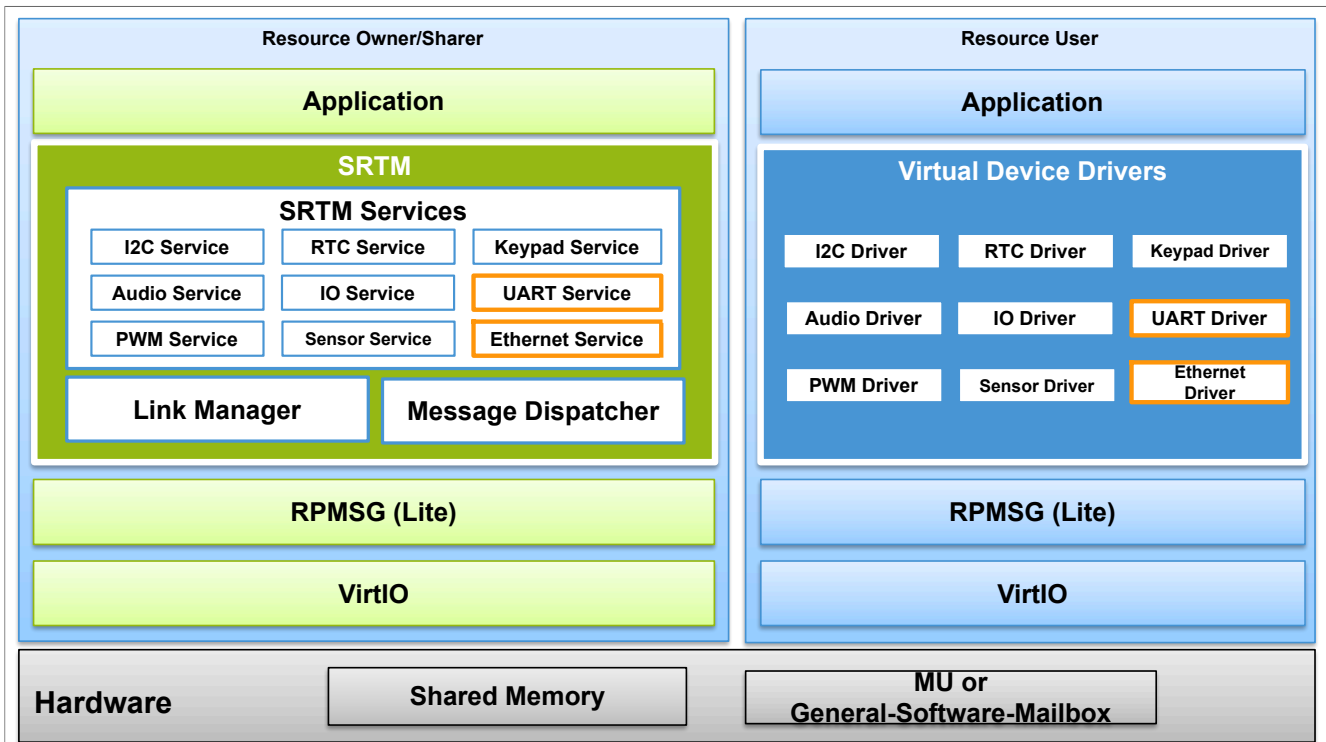 Resource Owner/Sharer
Application
SRTM
SRTM Services
I2C Service
RTC Service
Keypad Service
Audio Service
IO Service
UART Service
PWM Service
Sensor Service
Ethernet Service
Link Manager
Message Dispatcher
RPMSG (Lite)
VirtIO
Resource User
Application
Virtual Device Drivers
I2C Driver
RTC Driver
Keypad Driver
Audio Driver
IO Driver
UART Driver
PWM Driver
Sensor Driver
Ethernet
Driver
RPMSG (Lite)
VirtIO
Hardware
Shared Memory
MU or
General-Software-Mailbox